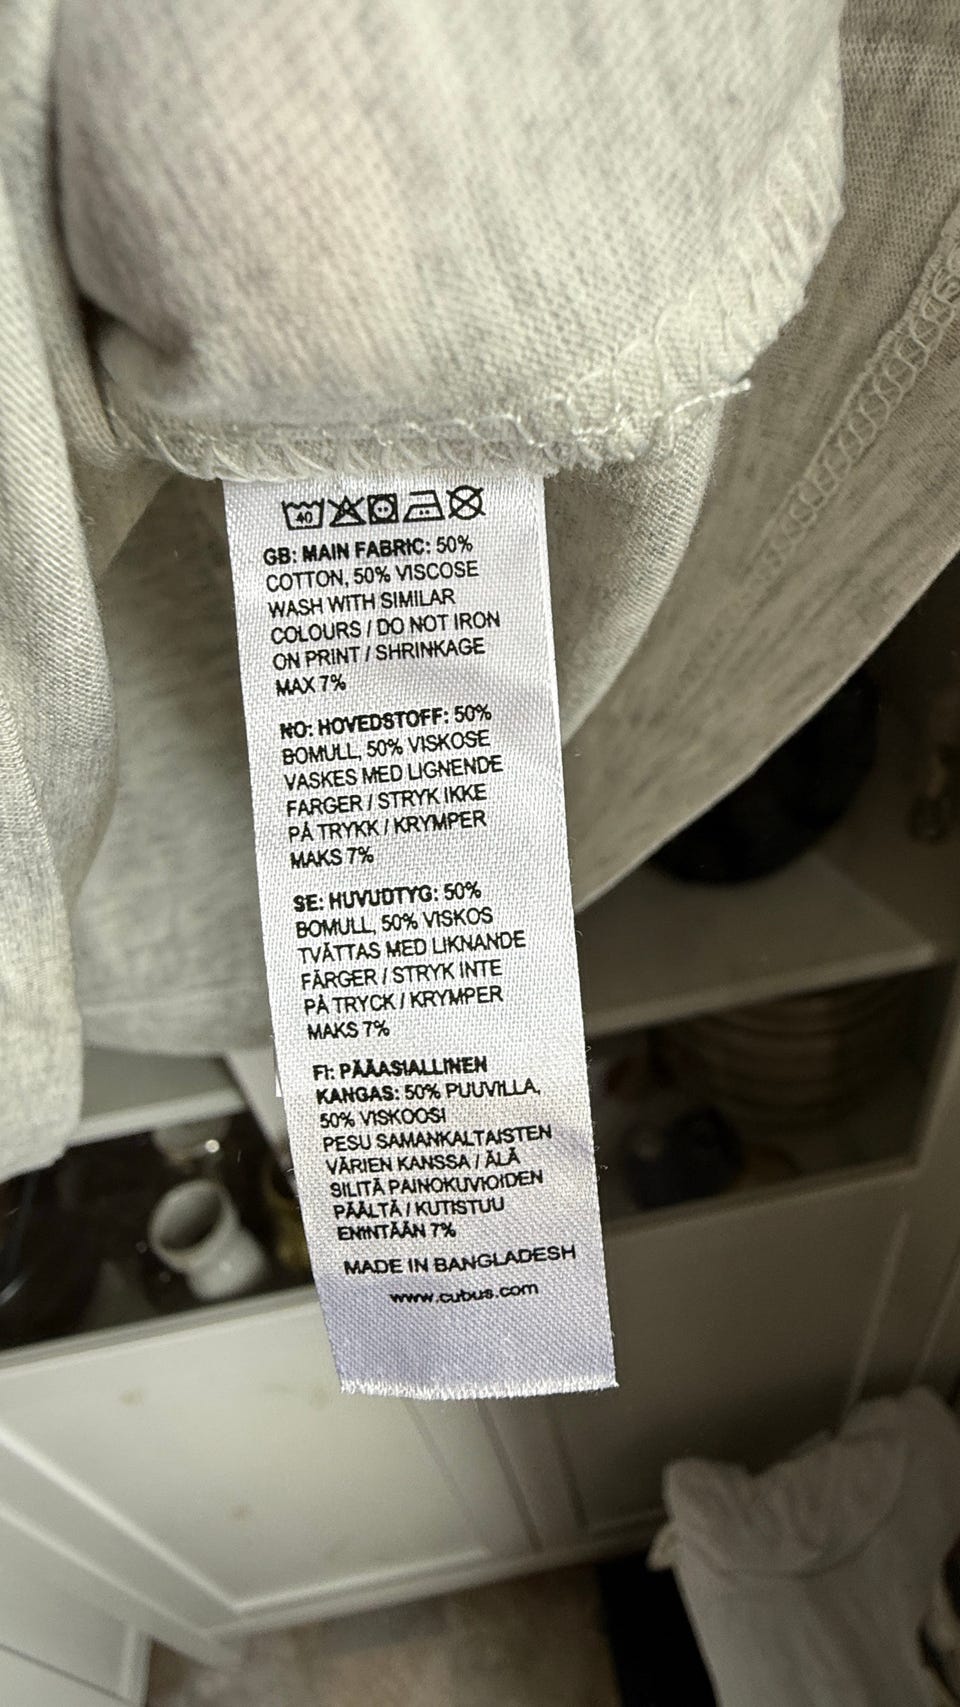 40
GB: MAIN FABRIC: 50%
COTTON, 50% VISCOSE
WASH WITH SIMILAR
COLOURS / DO NOT IRON
ON PRINT / SHRINKAGE
MAX 7%
NO: HOVEDSTOFF: 50%
BOMULL, 50% VISKOSE
VASKES MED LIGNENDE
FARGER / STRYK IKKE
PÅ TRYKK / KRYMPER
MAKS 7%
SE: HUVUDTYG: 50%
BOMULL, 50% VISKOS
TVÄTTAS MED LIKNANDE
FÄRGER / STRYK INTE
PÅ TRYCK / KRYMPER
MAKS 7%
FI: PÄÄASIALLINEN
KANGAS: 50% PUUVILLA,
50% VISKOOSI
PESU SAMANKALTAISTEN
VÄRIEN KANSSA / ÄLÄ
SILITÄ PAINOKUVIOIDEN
PÄÄLTÄ / KUTISTUU
ENINTÄÄN 7%
MADE IN BANGLADESH
www.cubus.com